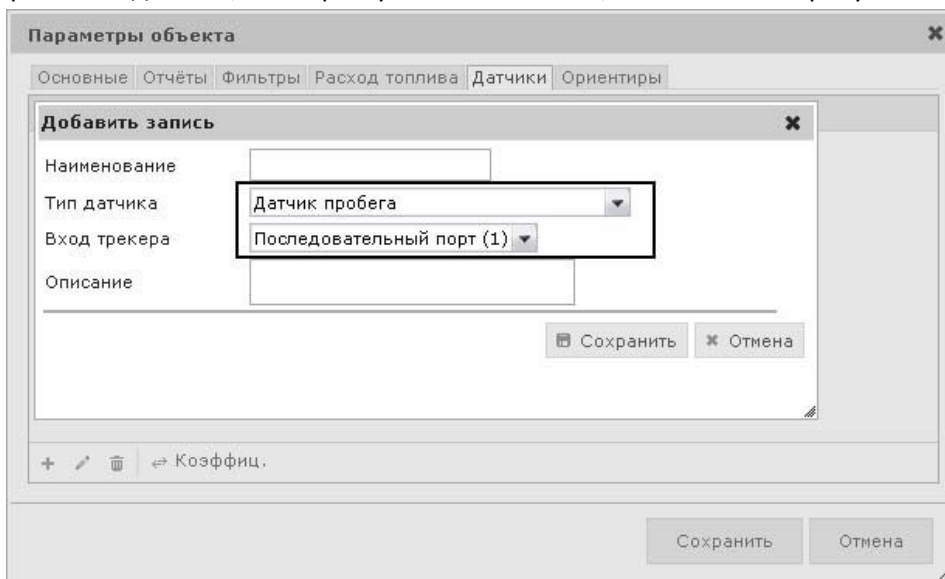 Параметры объекта
Основные Отчёты Фильтры Расход топлива Датчики Ориентиры
Добавить запись
Наименование
Тип датчика Датчик пробега
Вход трекера Последовательный порт (1)
Описание
Сохранить Отмена
Коэффиц.
Сохранить Отмена